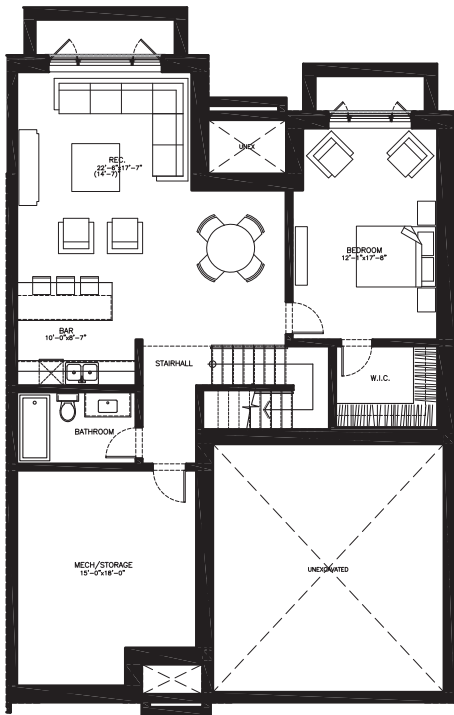 UNEX
REC.
22'-8"x17'-7"
(14'-7)
BEDROOM
12'-1"x17'-8"
BAR
10'-0"x8'-7"
STAIRHALL
W.I.C.
BATHROOM
MECH/STORAGE
15'-0"x18'-0"
UNEXCAVATED